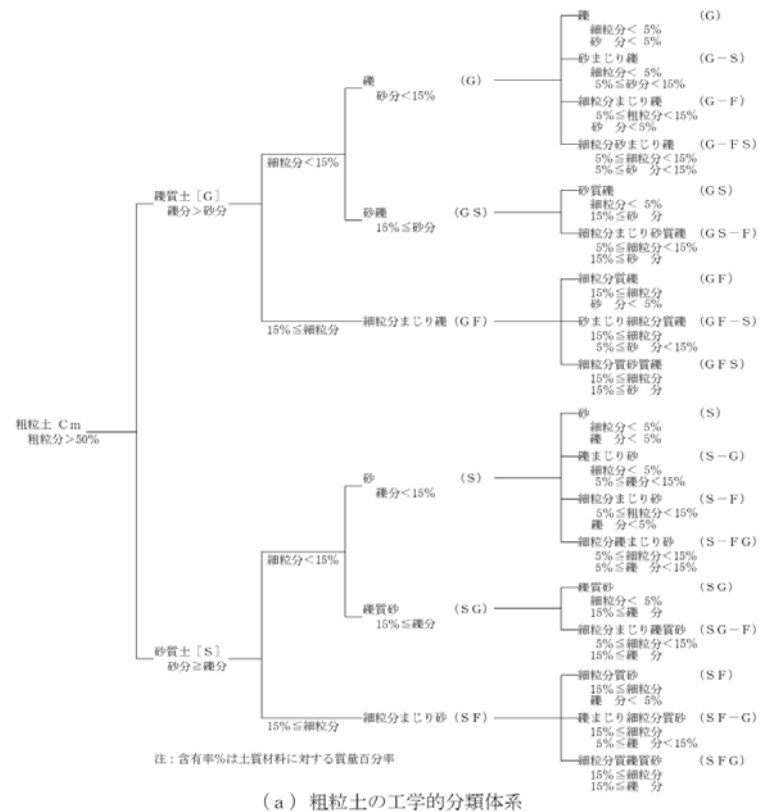 粗粒土 Cm
粗粒分>50%
礫質土［G］
礫分>砂分
細粒分<15%
礫 (G)
砂分<15%
礫 (G)
細粒分< 5%
砂 分< 5%
砂まじり礫 (G－S)
細粒分< 5%
5%≦砂分<15%
細粒分まじり礫 (G－F)
5%≦粗粒分<15%
砂 分<5%
細粒分砂まじり礫 (G－FS)
5%≦細粒分<15%
5%≦砂 分<15%
砂礫 (GS)
15%≦砂分
砂質礫 (GS)
細粒分< 5%
15%≦砂 分
細粒分まじり砂質礫 (GS－F)
5%≦細粒分<15%
15%≦砂 分
15%≦細粒分
細粒分まじり礫 (GF)
細粒分質礫 (GF)
15%≦細粒分
砂 分< 5%
砂まじり細粒分質礫 (GF－S)
15%≦細粒分
5%≦砂 分<15%
細粒分質砂質礫 (GFS)
15%≦細粒分
15%≦砂 分
砂質土［S］
砂分≧礫分
細粒分<15%
砂 (S)
礫分<15%
砂 (S)
細粒分< 5%
礫 分< 5%
礫まじり砂 (S－G)
細粒分< 5%
5%≦礫分<15%
細粒分まじり砂 (S－F)
5%≦粗粒分<15%
礫 分<5%
細粒分礫まじり砂 (S－FG)
5%≦細粒分<15%
5%≦礫 分<15%
礫質砂 (SG)
15%≦礫分
礫質砂 (SG)
細粒分< 5%
15%≦礫 分
細粒分まじり礫質砂 (SG－F)
5%≦細粒分<15%
15%≦礫 分
15%≦細粒分
細粒分まじり砂 (SF)
細粒分質砂 (SF)
15%≦細粒分
礫 分< 5%
礫まじり細粒分質砂 (SF－G)
15%≦細粒分
5%≦礫 分<15%
細粒分質礫質砂 (SFG)
15%≦細粒分
15%≦礫 分
注：含有率%は土質材料に対する質量百分率
(a) 粗粒土の工学的分類体系